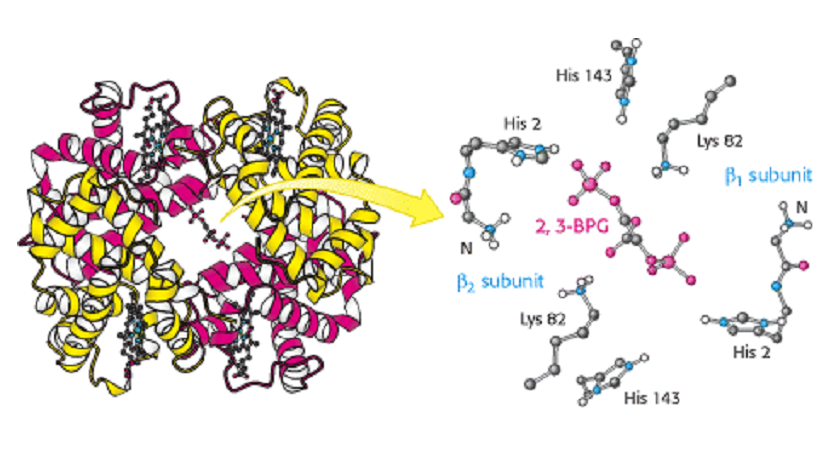 His 143
His 2
Lys 82
β₁ subunit
N
2, 3-BPG
N
β₂ subunit
Lys 82
His 2
His 143